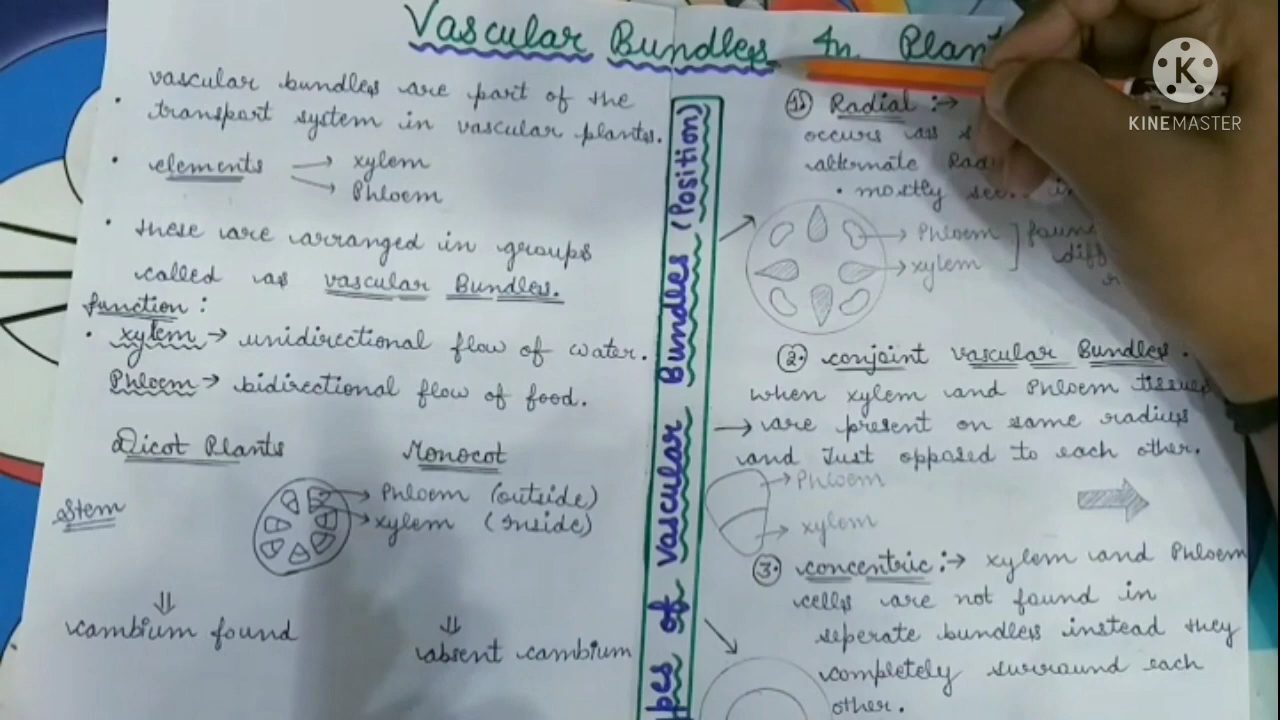 Vascular Bundles In Plant
vascular bundles are part of the
transport system in vascular plants.
• elements → xylem
→ Phloem
• these are arranged in groups
called as vascular Bundles.
function :
• xylem → unidirectional flow of water.
Phloem → bidirectional flow of food.
Dicot Plants
Monocot
Stem
Phloem (outside)
xylem (Inside)
cambium found
absent cambium
of Vascular Bundles (Position)
① Radial :→
occurs as
alternate
• mostly
Phloem
xylem
②. conjoint vascular Bundles.
when xylem and Phloem tissues
→ are present on same radius
and Just opposed to each other.
Phloem
xylem
③. concentric :→ xylem and Phloem
cells are not found in
seperate bundles instead they
completely surround each
other.
K
KINEMASTER